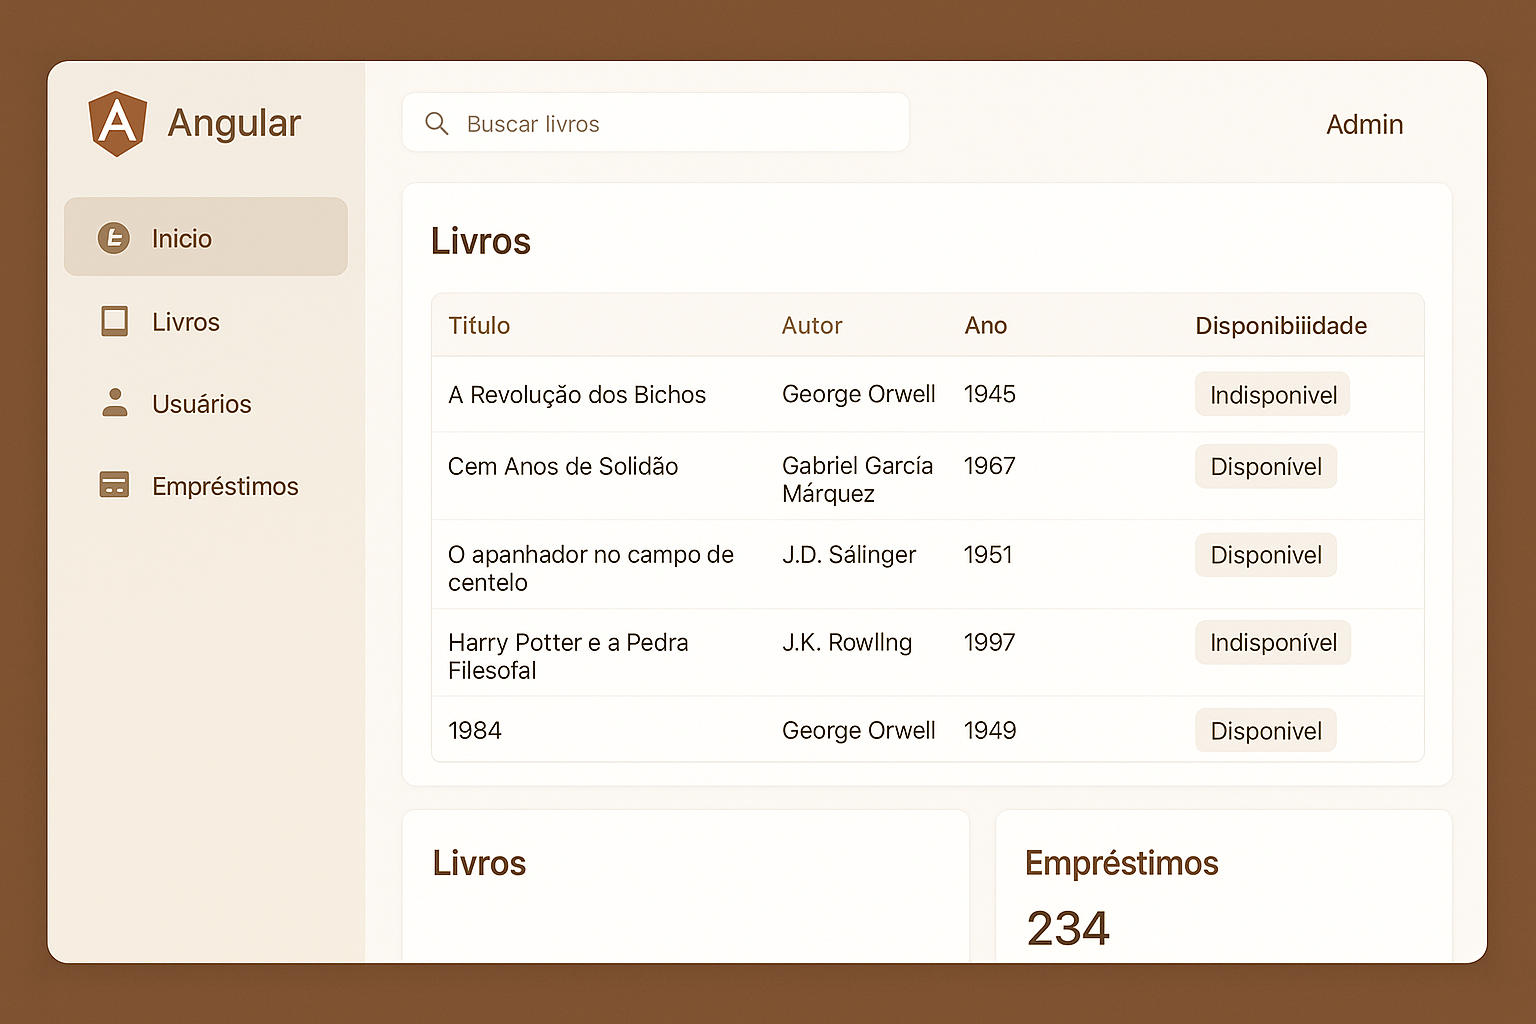 Angular
Buscar livros
Admin
Inicio
Livros
Usuários
Empréstimos
Livros
Titulo
Autor
Ano
Disponibiiidade
A Revolução dos Bichos
George Orwell
1945
Indisponivel
Cem Anos de Solidão
Gabriel García
Márquez
1967
Disponível
O apanhador no campo de
centelo
J.D. Sálinger
1951
Disponivel
Harry Potter e a Pedra
Filesofal
J.K. Rowllng
1997
Indisponível
1984
George Orwell
1949
Disponivel
Livros
Empréstimos
234